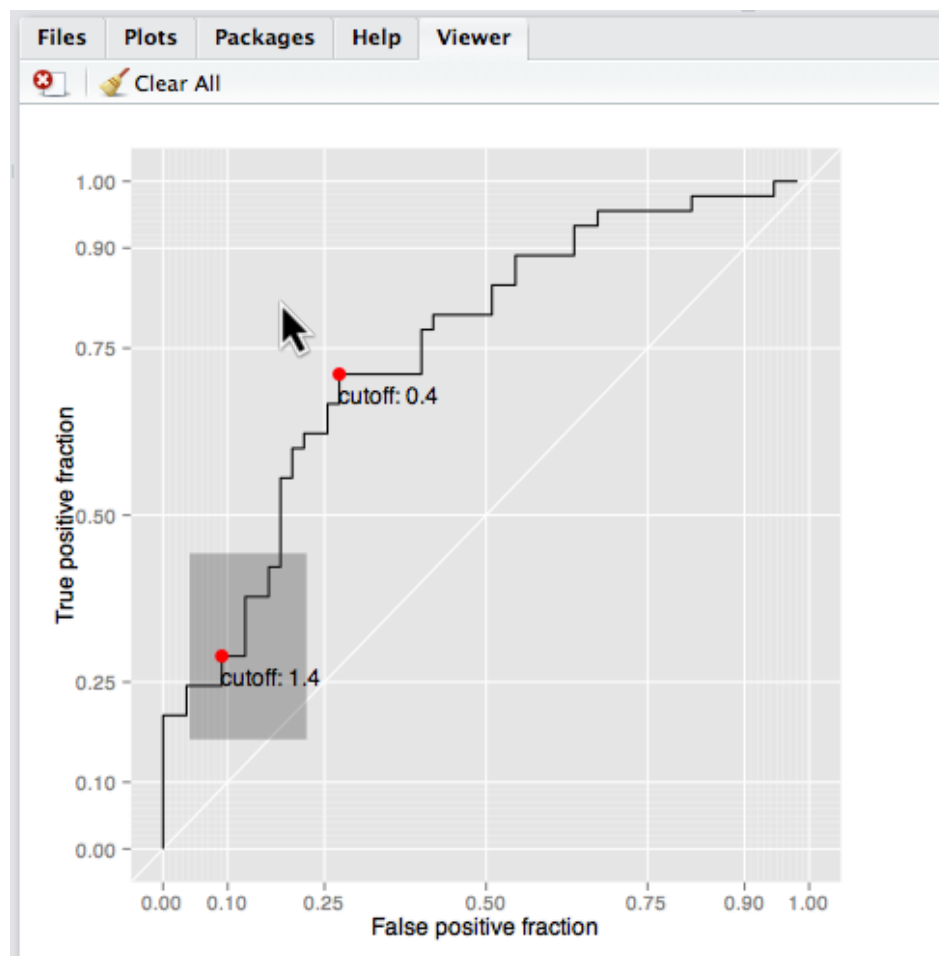 Files Plots Packages Help Viewer
Clear All
1.00
0.90
0.75
0.50
0.25
0.10
0.00
True positive fraction
cutoff: 0.4
cutoff: 1.4
0.00 0.10 0.25 0.50 0.75 0.90 1.00
False positive fraction